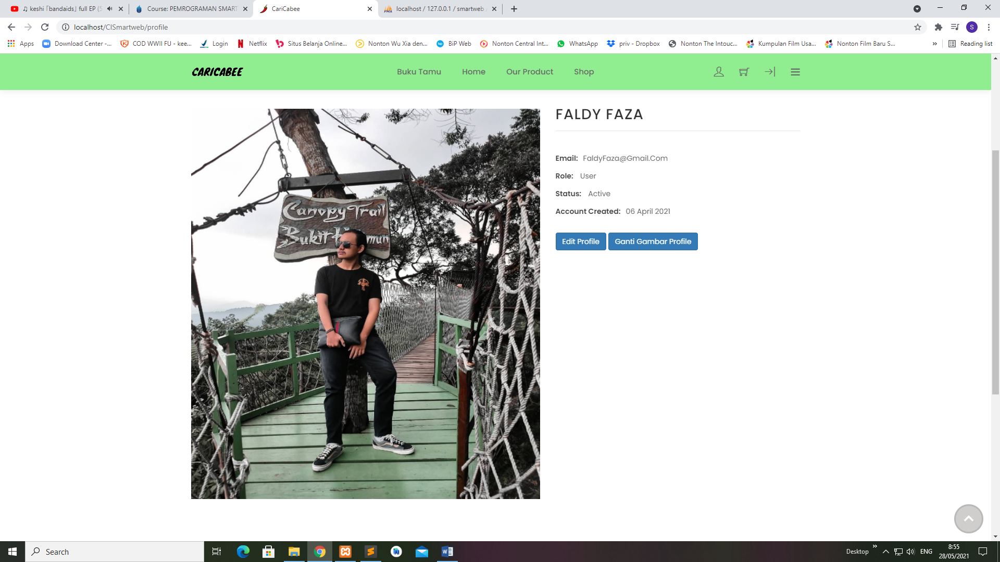 ♫ keshi「bandaids」full EP (5
Course: PEMROGRAMAN SMART
CariCabee
localhost / 127.0.0.1 / smartweb
localhost/CISmartweb/profile
S
Apps
Download Center -...
COD WWII FU - kee...
Login
Netflix
Situs Belanja Online...
Nonton Wu Xia den...
BiP Web
Nonton Central Int...
WhatsApp
priv - Dropbox
Nonton The Intouc...
Kumpulan Film Usa...
Nonton Film Baru S...
»
Reading list
CARICABEE
Buku Tamu
Home
Our Product
Shop
Canopy Trail
Bukit
FALDY FAZA
Email: FaldyFaza@Gmail.Com
Role: User
Status: Active
Account Created: 06 April 2021
Edit Profile
Ganti Gambar Profile
Search
Desktop
»
ENG
8:55
28/05/2021